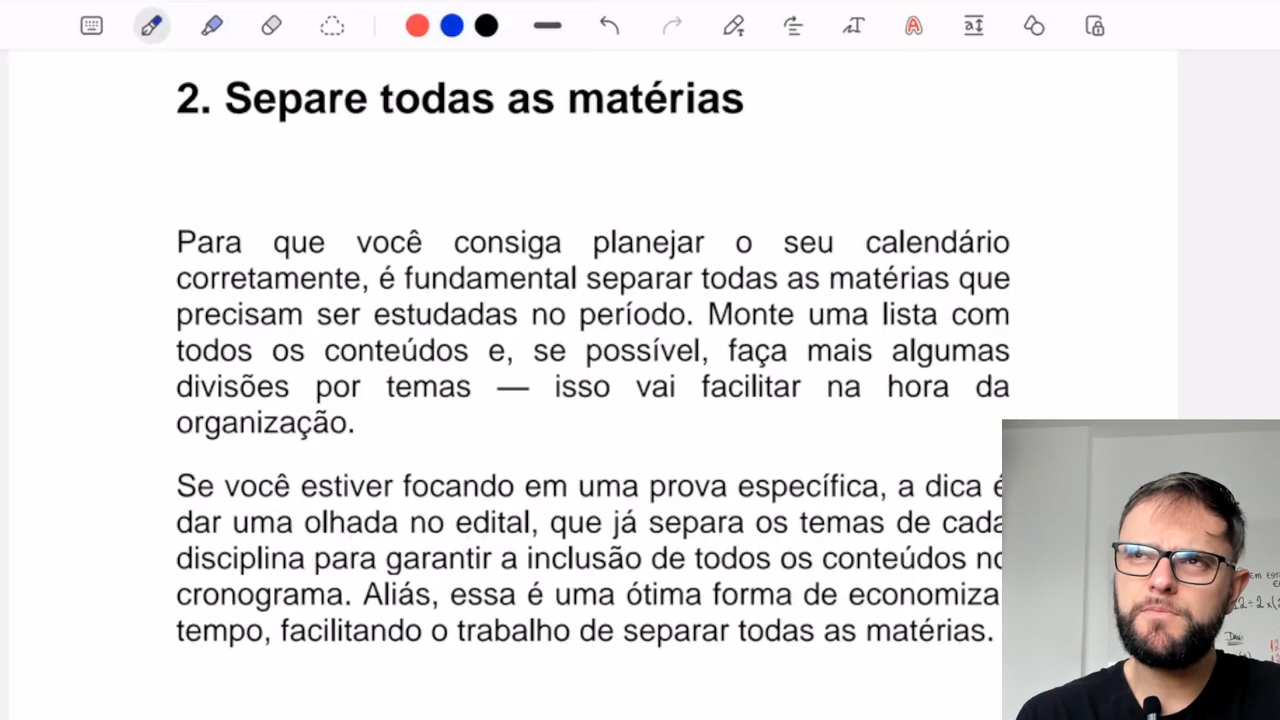 2. Separe todas as matérias
Para que você consiga planejar o seu calendário
corretamente, é fundamental separar todas as matérias que
precisam ser estudadas no período. Monte uma lista com
todos os conteúdos e, se possível, faça mais algumas
divisões por temas — isso vai facilitar na hora da
organização.
Se você estiver focando em uma prova específica, a dica é
dar uma olhada no edital, que já separa os temas de cada
disciplina para garantir a inclusão de todos os conteúdos no
cronograma. Aliás, essa é uma ótima forma de economiza
tempo, facilitando o trabalho de separar todas as matérias.